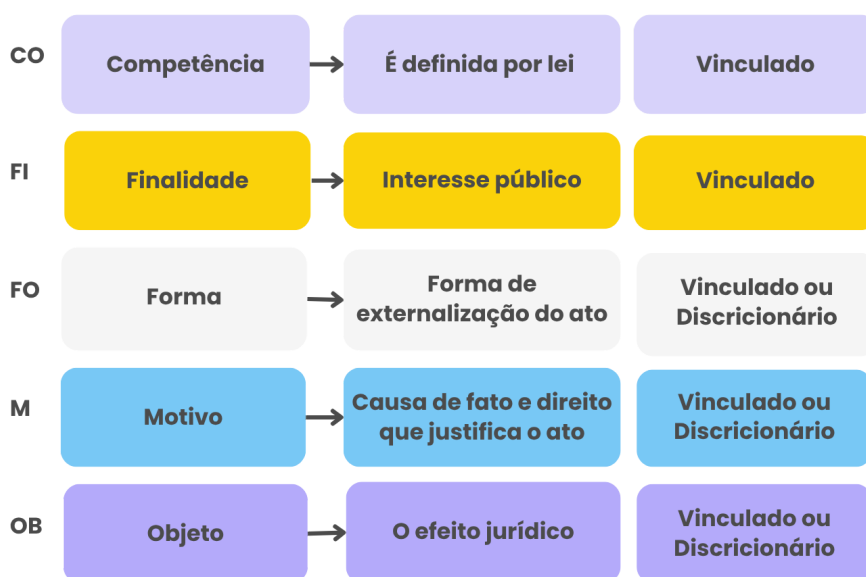 CO
Competência
É definida por lei
Vinculado
FI
Finalidade
Interesse público
Vinculado
FO
Forma
Forma de
externalização do ato
Vinculado ou
Discricionário
M
Motivo
Causa de fato e direito
que justifica o ato
Vinculado ou
Discricionário
OB
Objeto
O efeito jurídico
Vinculado ou
Discricionário